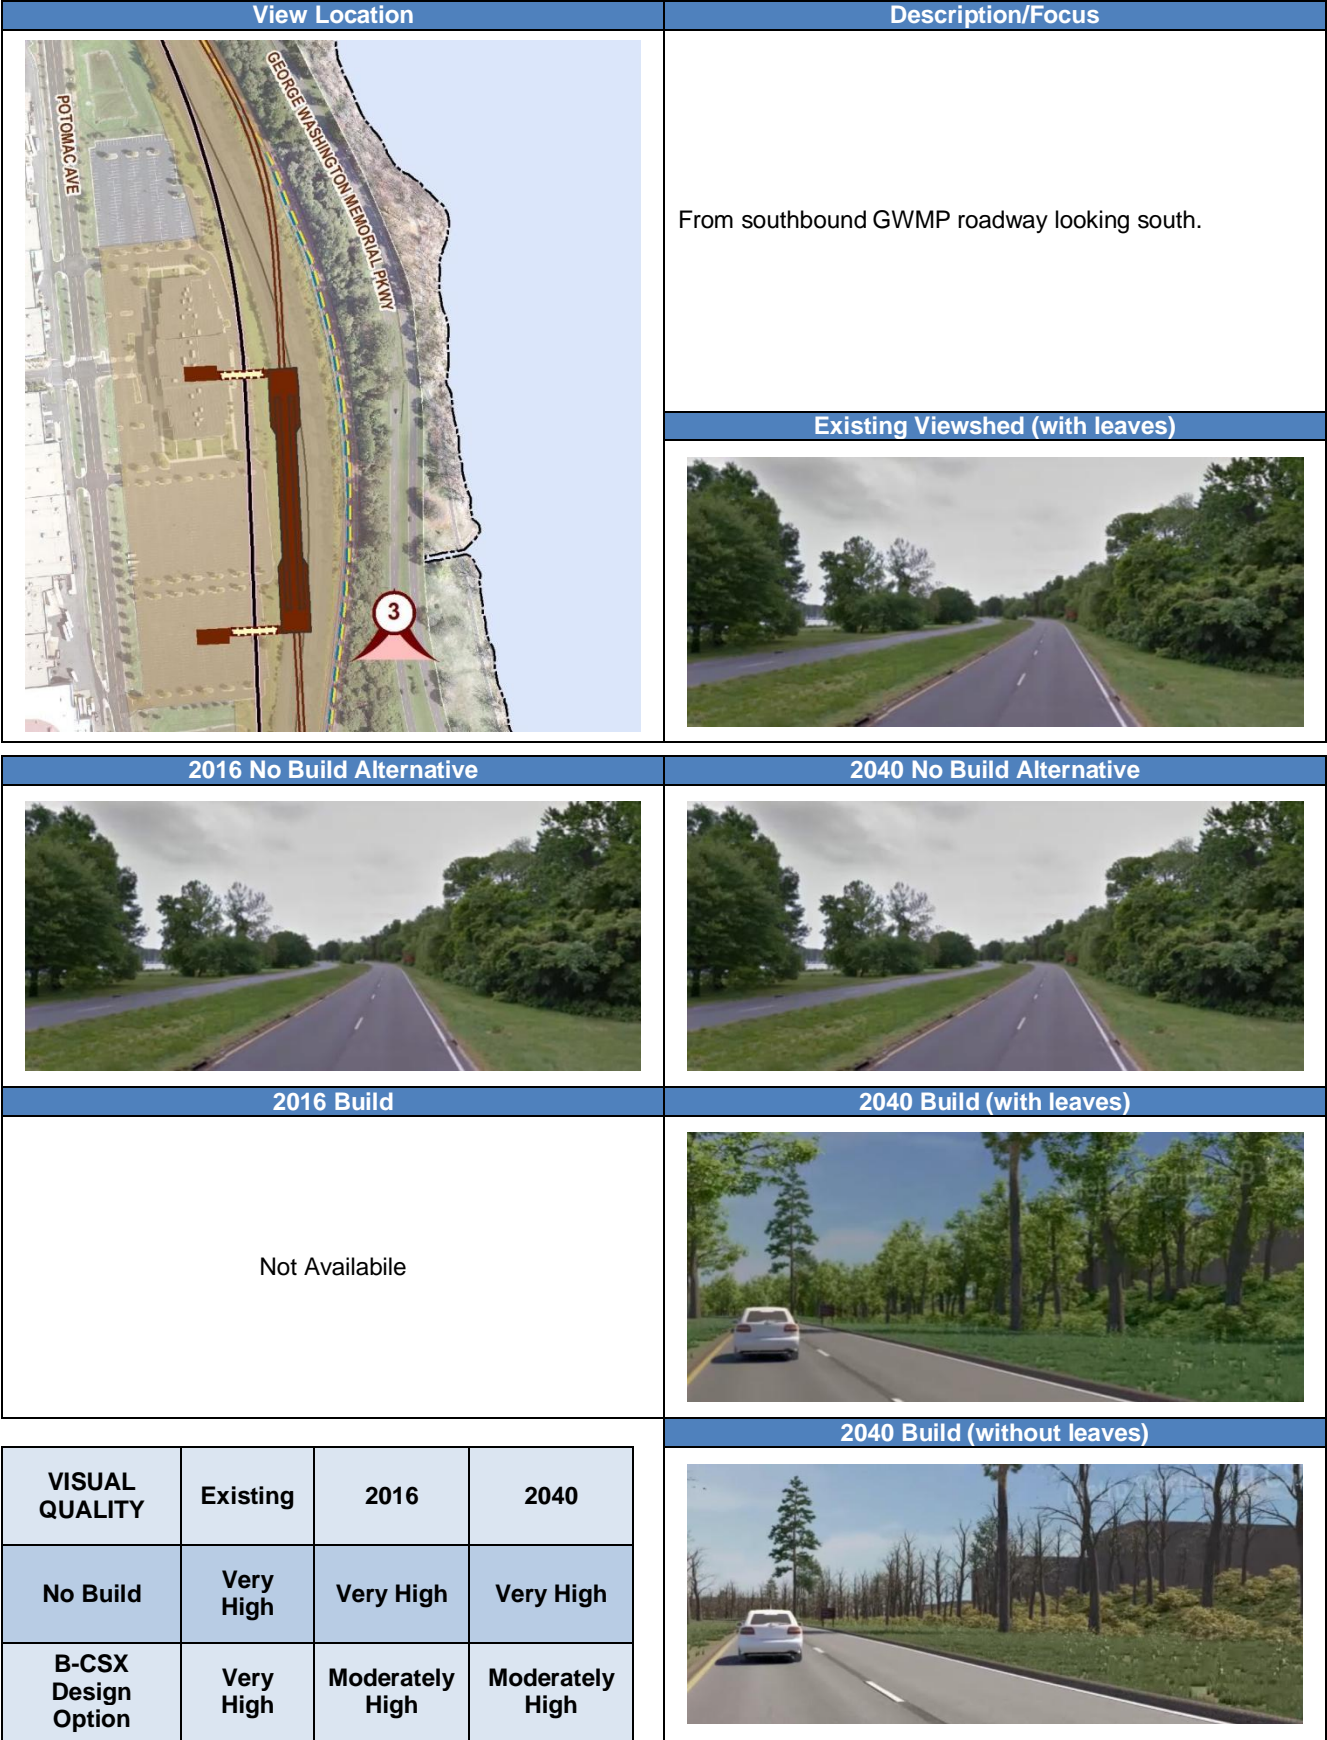 View Location
Description/Focus
POTOMAC AVE
GEORGE WASHINGTON MEMORIAL PKWY
3
From southbound GWMP roadway looking south.
Existing Viewshed (with leaves)
2016 No Build Alternative
2040 No Build Alternative
2016 Build
2040 Build (with leaves)
Not Availabile
2040 Build (without leaves)
VISUAL
QUALITY
Existing
2016
2040
No Build
Very
High
Very High
Very High
B-CSX
Design
Option
Very
High
Moderately
High
Moderately
High